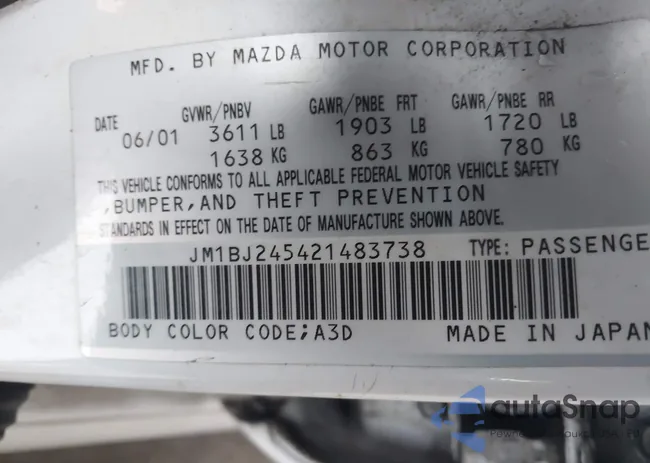 MFD. BY MAZDA MOTOR CORPORATION
DATE GVWR/PNBV GAWR/PNBE FRT GAWR/PNBE RR
06/01 3611 LB 1903 LB 1720 LB
1638 KG 863 KG 780 KG
THIS VEHICLE CONFORMS TO ALL APPLICABLE FEDERAL MOTOR VEHICLE SAFETY
,BUMPER,AND THEFT PREVENTION
STANDARDS IN EFFECT ON THE DATE OF MANUFACTURE SHOWN ABOVE.
JM1BJ245421483738 TYPE: PASSENGE
BODY COLOR CODE;A3D MADE IN JAPAN
autaSnap